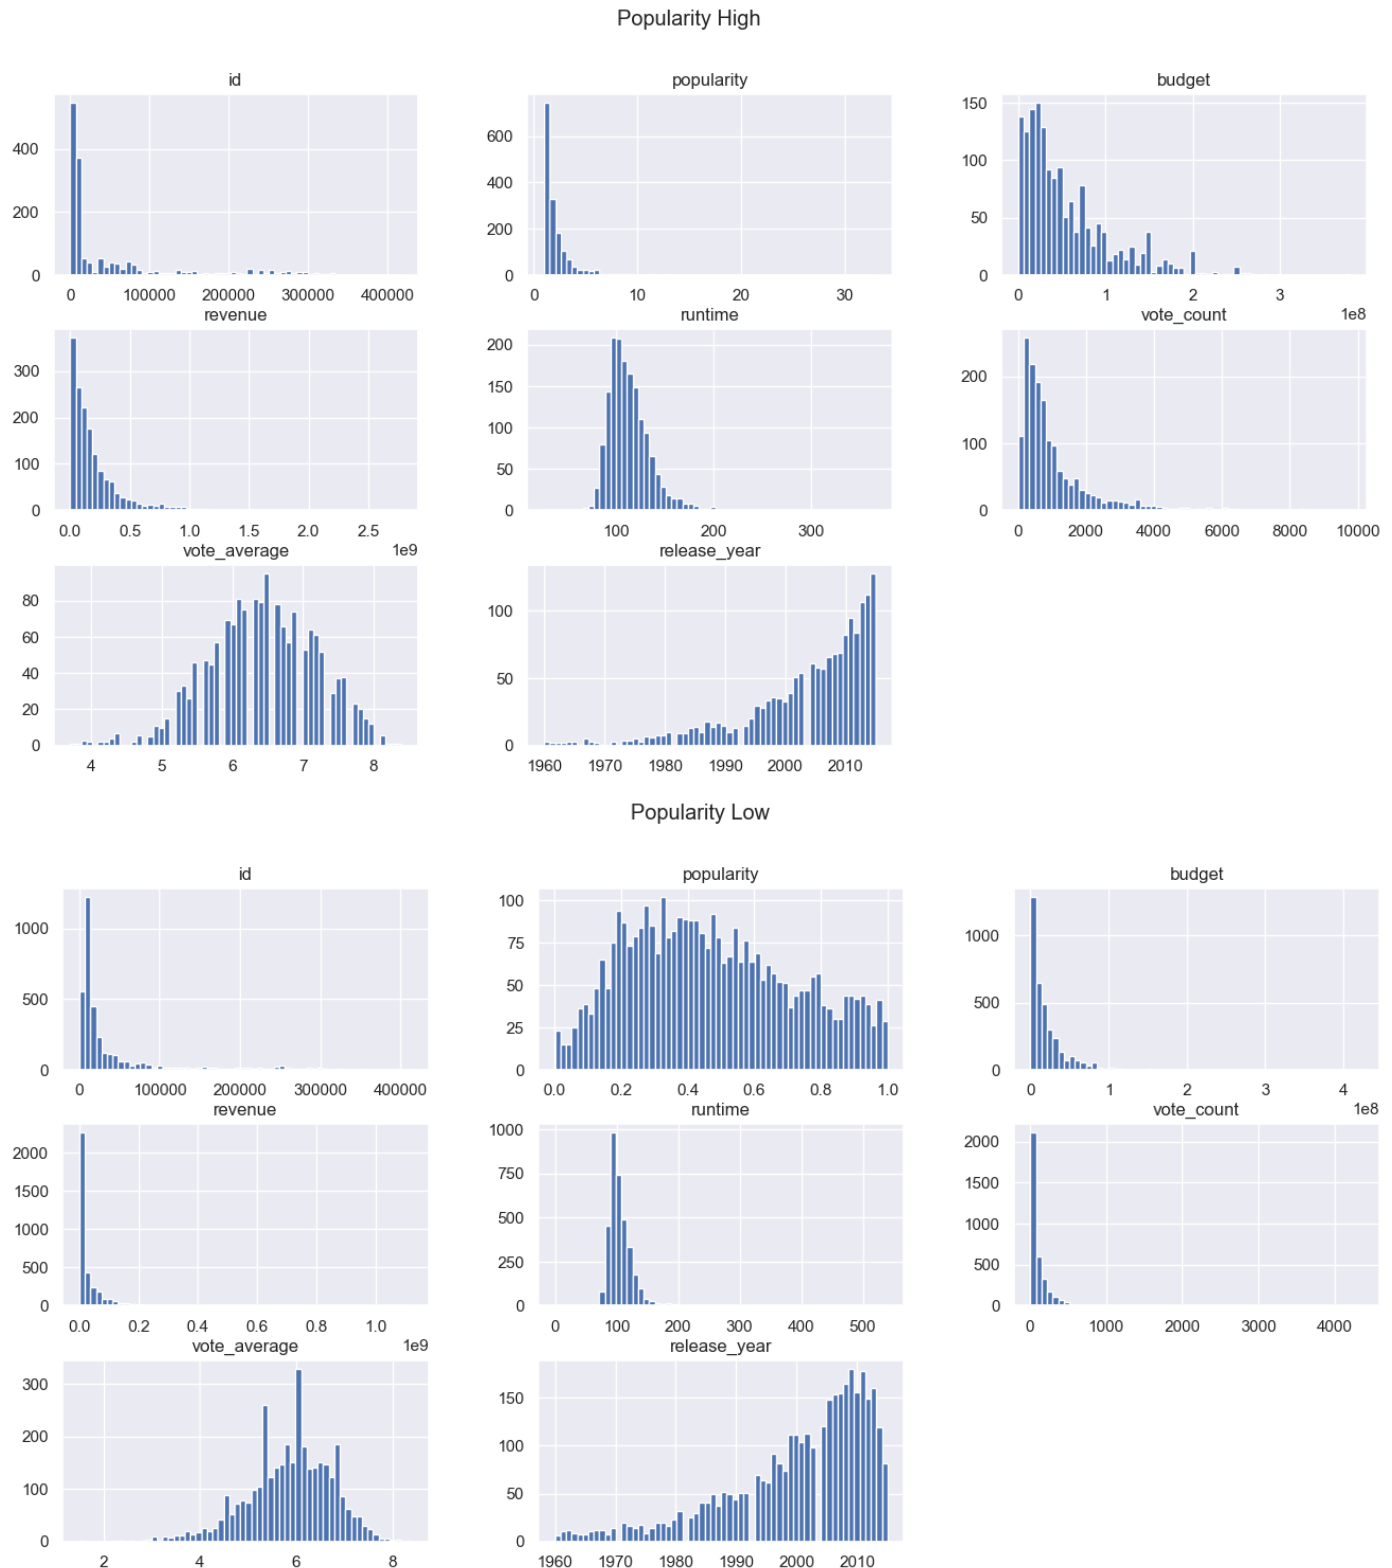 Popularity High
id
popularity
budget
400
200
0
0 100000 200000 300000 400000
600
400
200
0
0 10 20 30
150
100
50
0
0 1 2 3
1e8
revenue
runtime
vote_count
300
200
100
0
0.0 0.5 1.0 1.5 2.0 2.5
1e9
200
150
100
50
0
100 200 300
200
100
0
0 2000 4000 6000 8000 10000
vote_average
release_year
80
60
40
20
0
4 5 6 7 8
100
50
0
1960 1970 1980 1990 2000 2010
Popularity Low
id
popularity
budget
1000
500
0
0 100000 200000 300000 400000
100
75
50
25
0
0.0 0.2 0.4 0.6 0.8 1.0
1000
500
0
0 1 2 3 4
1e8
revenue
runtime
vote_count
2000
1500
1000
500
0
0.0 0.2 0.4 0.6 0.8 1.0
1e9
1000
750
500
250
0
0 100 200 300 400 500
2000
1500
1000
500
0
0 1000 2000 3000 4000
vote_average
release_year
300
200
100
0
2 4 6 8
150
100
50
0
1960 1970 1980 1990 2000 2010